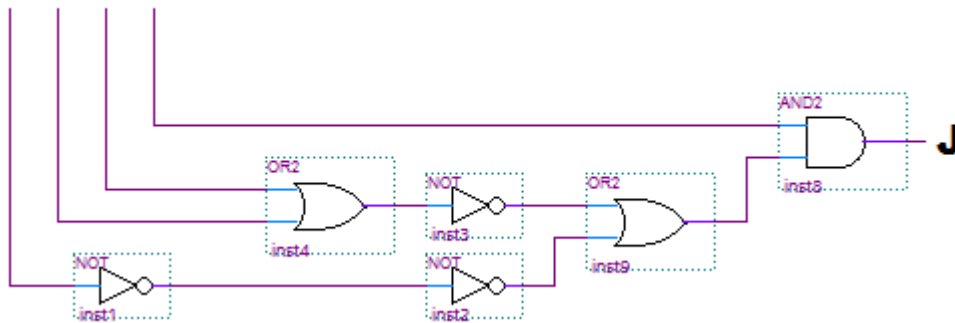 AND2
J
inst8
OR2
NOT
OR2
inst4
inst3
inst9
NOT
NOT
inst1
inst2